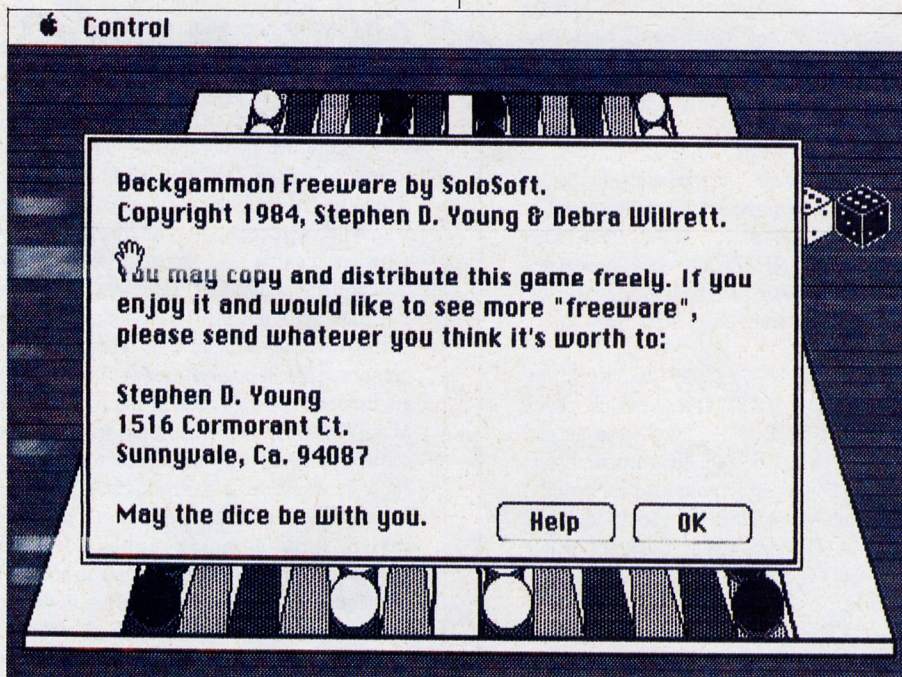 Control
Backgammon Freeware by SoloSoft.
Copyright 1984, Stephen D. Young & Debra Willrett.
You may copy and distribute this game freely. If you
enjoy it and would like to see more "freeware",
please send whatever you think it's worth to:
Stephen D. Young
1516 Cormorant Ct.
Sunnyvale, Ca. 94087
May the dice be with you.
Help
OK